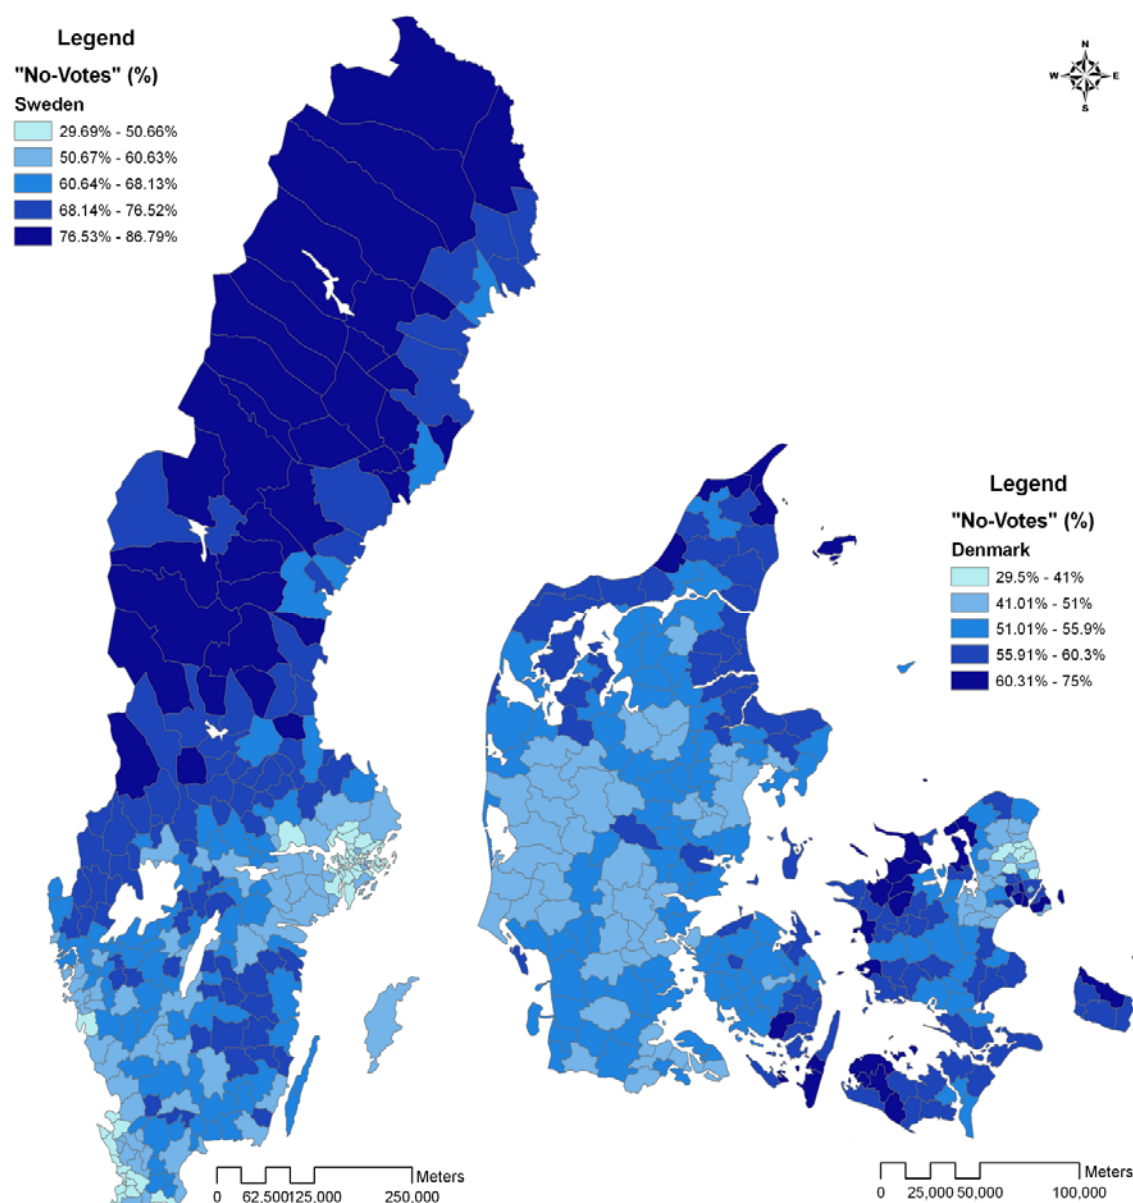 Legend
"No-Votes" (%)
Sweden
29.69% - 50.66%
50.67% - 60.63%
60.64% - 68.13%
68.14% - 76.52%
76.53% - 86.79%
N
W E
S
Legend
"No-Votes" (%)
Denmark
29.5% - 41%
41.01% - 51%
51.01% - 55.9%
55.91% - 60.3%
60.31% - 75%
Meters
0 62,500125,000 250,000
Meters
0 25,000 50,000 100,000